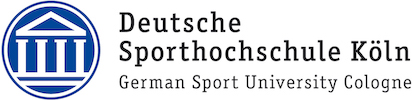 Deutsche
Sporthochschule Köln
German Sport University Cologne